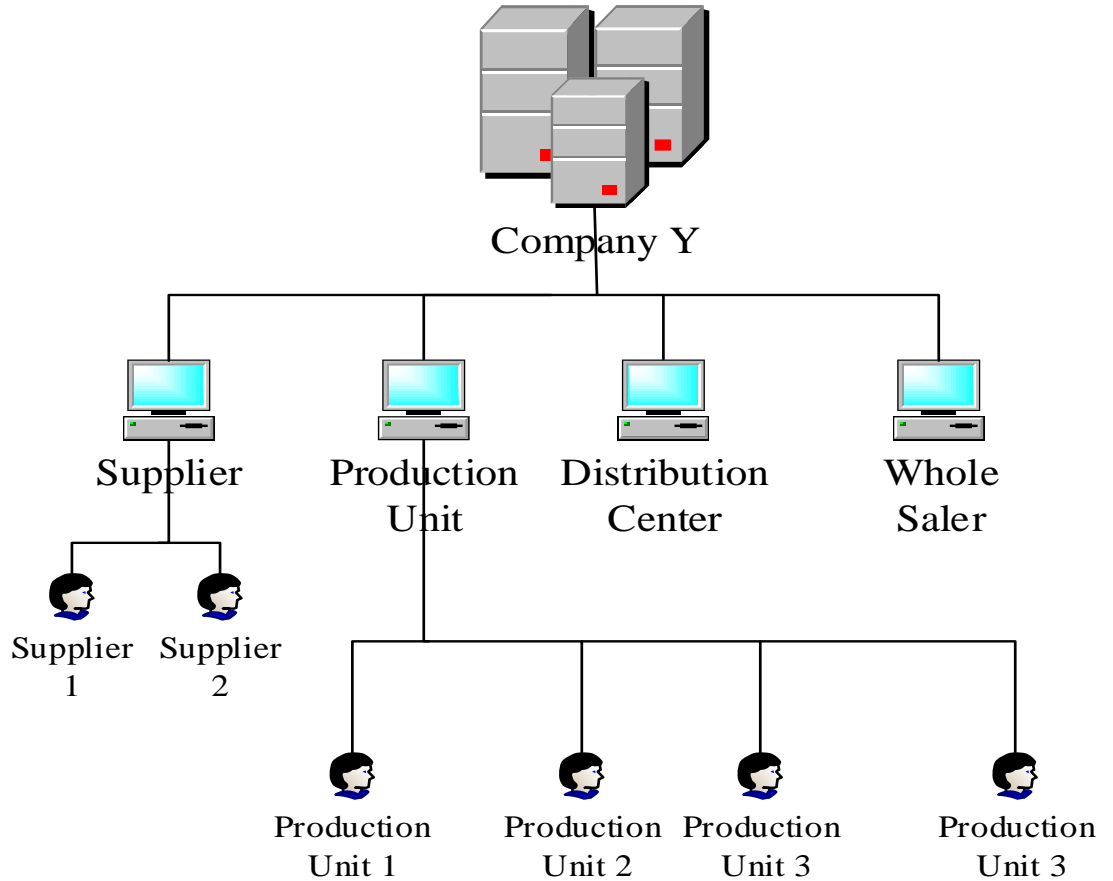 Company Y
Supplier
Production
Unit
Distribution
Center
Whole
Saler
Supplier
1
Supplier
2
Production
Unit 1
Production
Unit 2
Production
Unit 3
Production
Unit 3